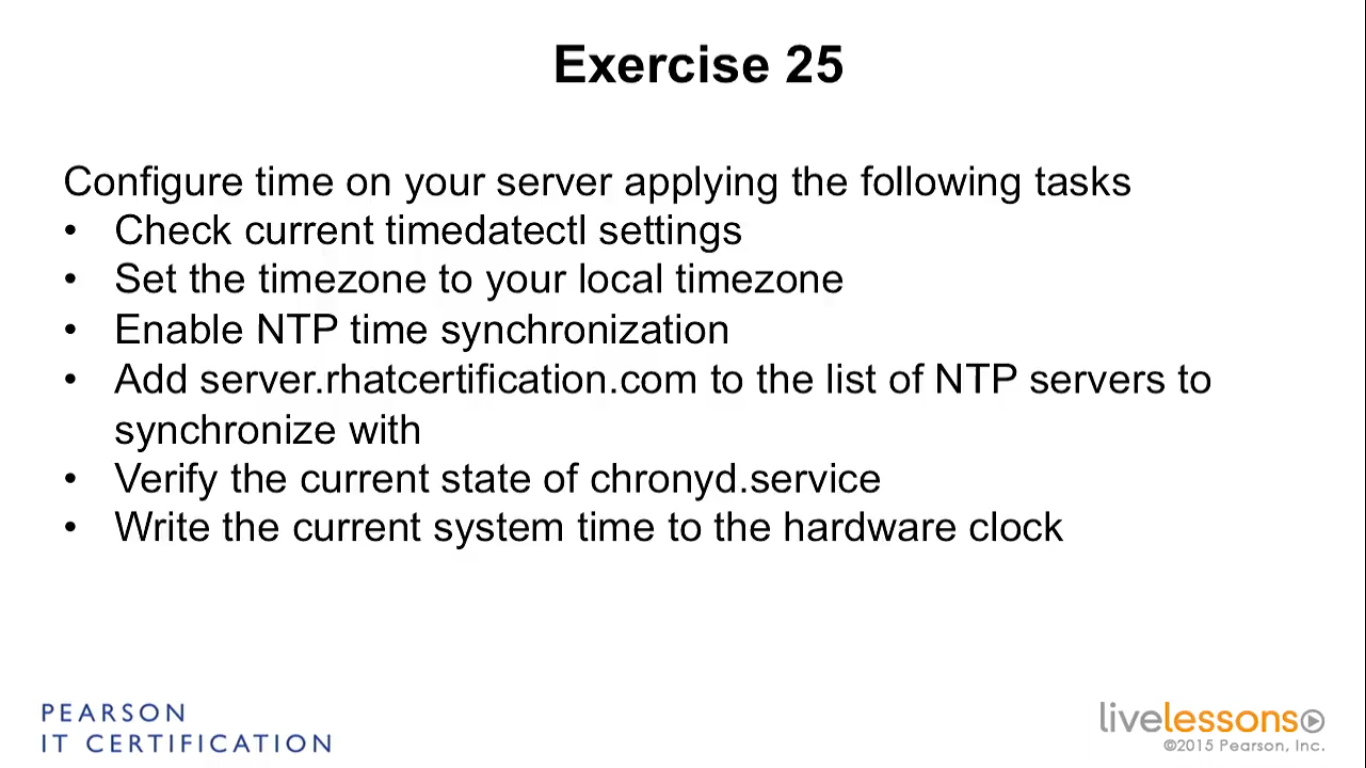 Exercise 25
Configure time on your server applying the following tasks
• Check current timedatectl settings
• Set the timezone to your local timezone
• Enable NTP time synchronization
• Add server.rhatcertification.com to the list of NTP servers to
synchronize with
• Verify the current state of chronyd.service
• Write the current system time to the hardware clock
PEARSON
IT CERTIFICATION
livelessons
©2015 Pearson, Inc.